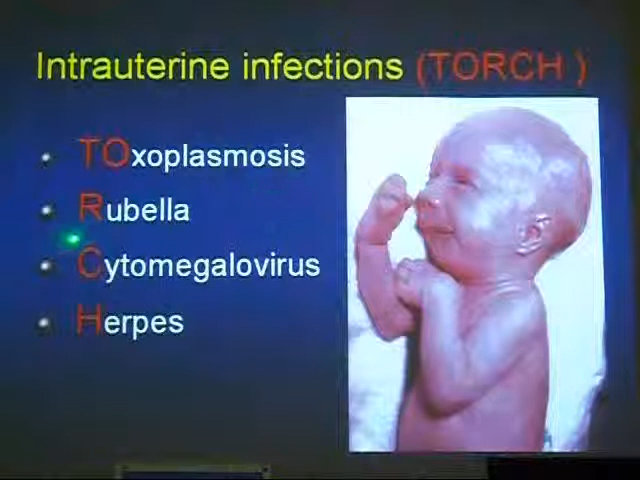 Intrauterine infections (TORCH )
TOxoplasmosis
Rubella
Cytomegalovirus
Herpes